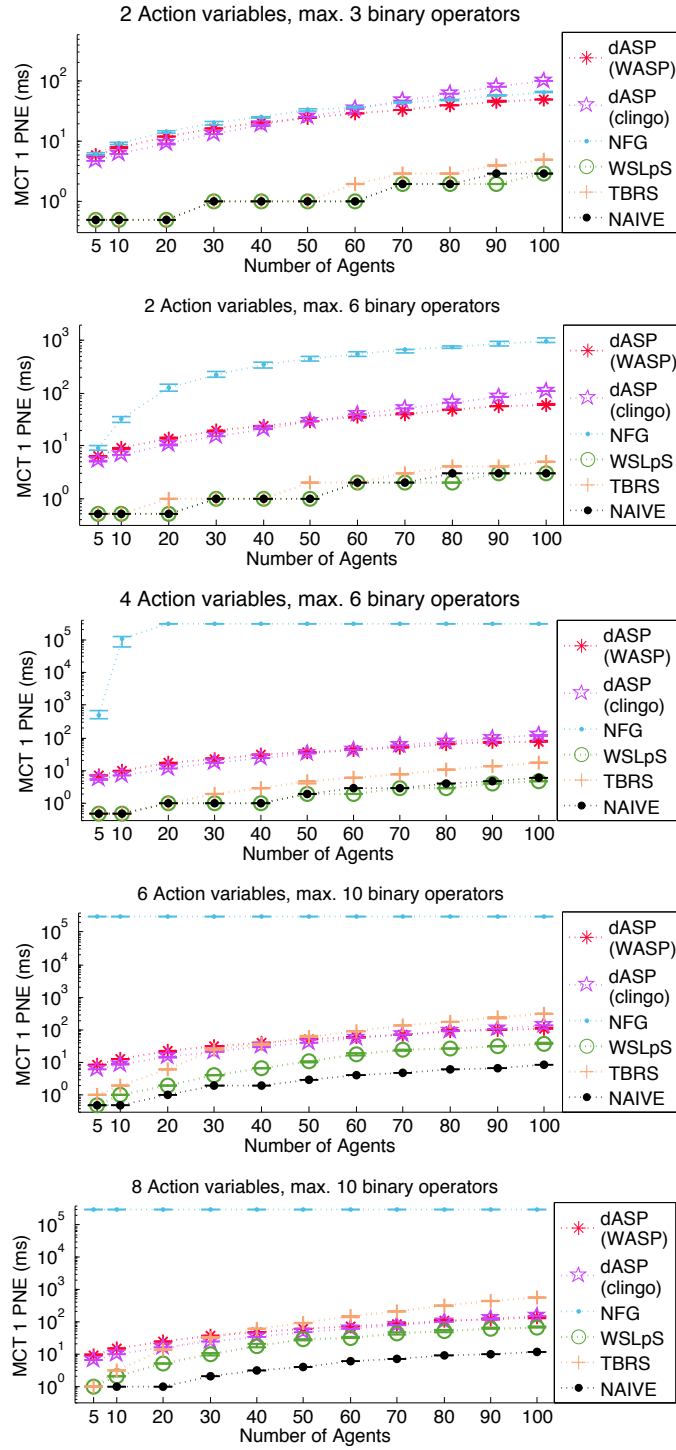 2 Action variables, max. 3 binary operators
MCT 1 PNE (ms)
10^2
10^1
10^0
5 10 20 30 40 50 60 70 80 90 100
Number of Agents
dASP
(WASP)
dASP
(clingo)
NFG
WSLpS
TBRS
NAIVE
2 Action variables, max. 6 binary operators
MCT 1 PNE (ms)
10^3
10^2
10^1
10^0
5 10 20 30 40 50 60 70 80 90 100
Number of Agents
dASP
(WASP)
dASP
(clingo)
NFG
WSLpS
TBRS
NAIVE
4 Action variables, max. 6 binary operators
MCT 1 PNE (ms)
10^5
10^4
10^3
10^2
10^1
10^0
5 10 20 30 40 50 60 70 80 90 100
Number of Agents
dASP
(WASP)
dASP
(clingo)
NFG
WSLpS
TBRS
NAIVE
6 Action variables, max. 10 binary operators
MCT 1 PNE (ms)
10^5
10^4
10^3
10^2
10^1
10^0
5 10 20 30 40 50 60 70 80 90 100
Number of Agents
dASP
(WASP)
dASP
(clingo)
NFG
WSLpS
TBRS
NAIVE
8 Action variables, max. 10 binary operators
MCT 1 PNE (ms)
10^5
10^4
10^3
10^2
10^1
10^0
5 10 20 30 40 50 60 70 80 90 100
Number of Agents
dASP
(WASP)
dASP
(clingo)
NFG
WSLpS
TBRS
NAIVE